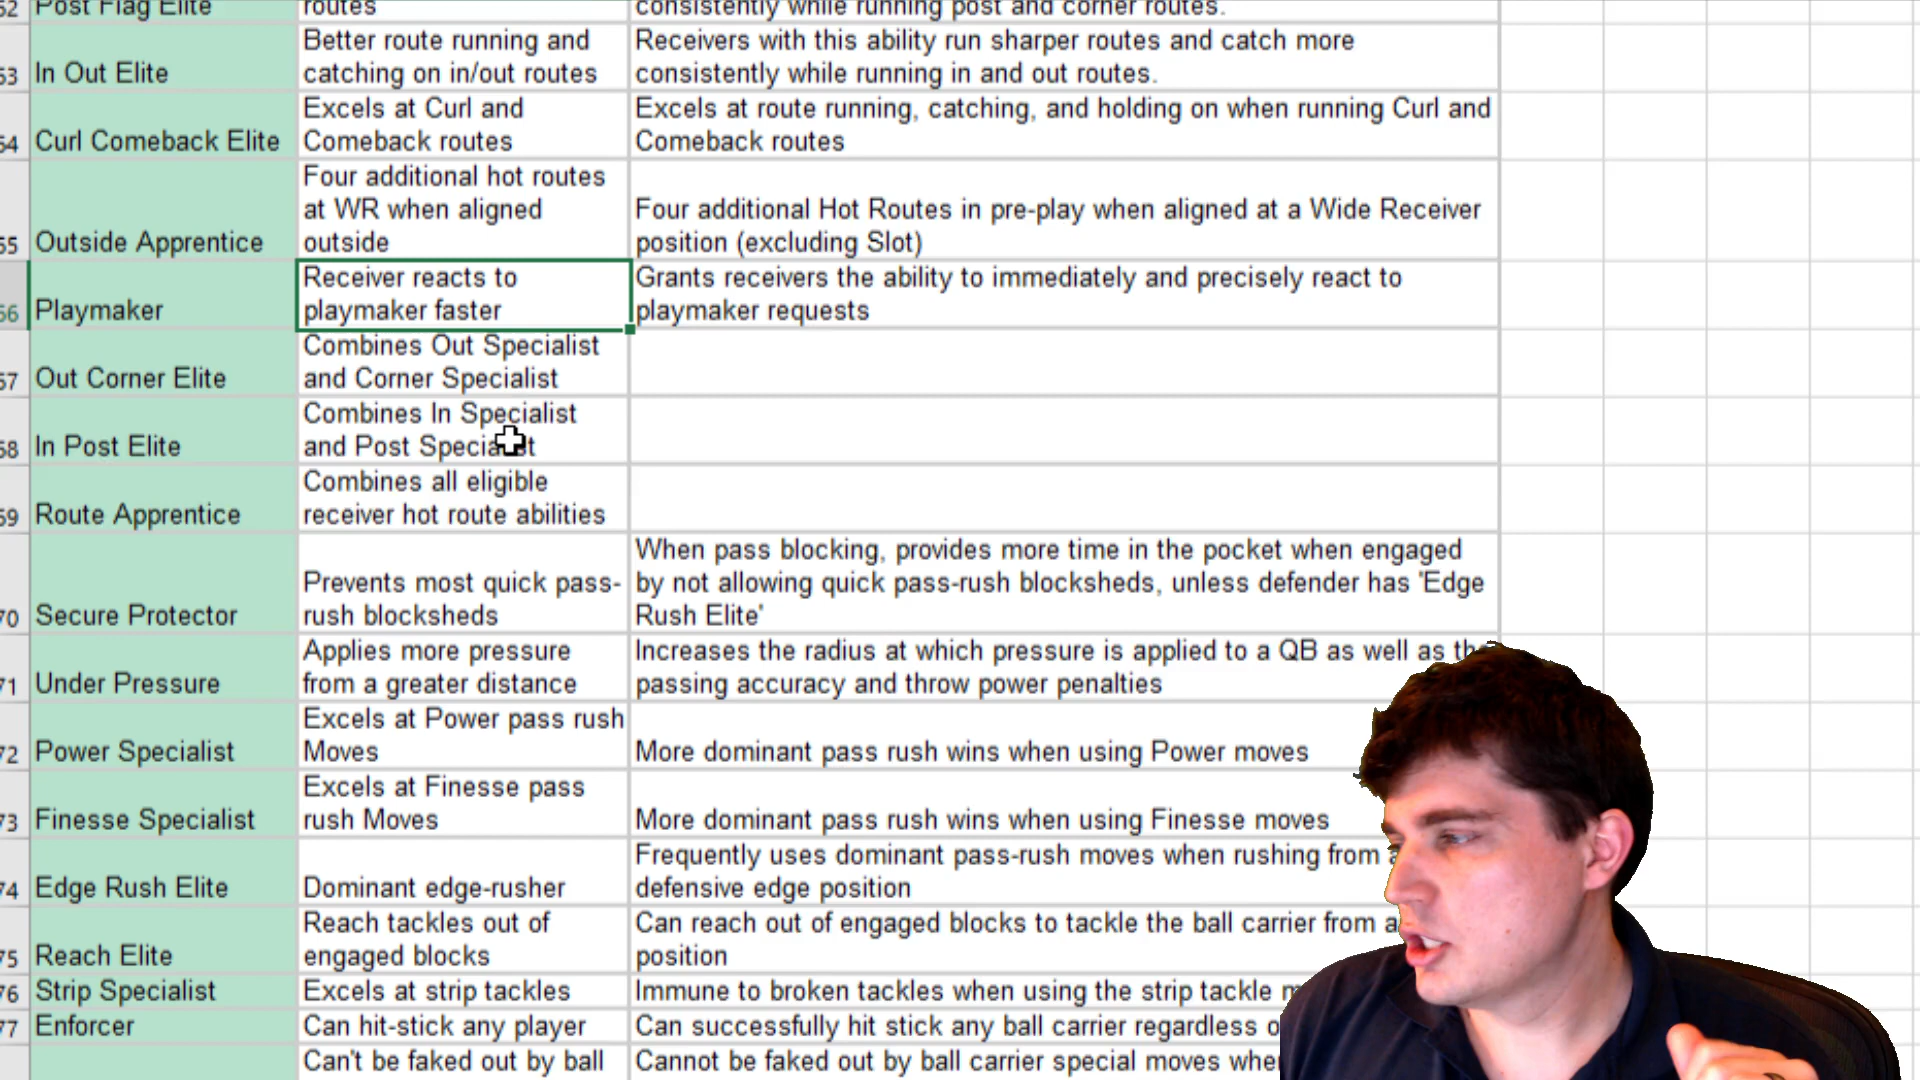 Post Flag Elite
routes
consistently while running post and corner routes.
53
In Out Elite
Better route running and
catching on in/out routes
Receivers with this ability run sharper routes and catch more
consistently while running in and out routes.
54
Curl Comeback Elite
Excels at Curl and
Comeback routes
Excels at route running, catching, and holding on when running Curl and
Comeback routes
55
Outside Apprentice
Four additional hot routes
at WR when aligned
outside
Four additional Hot Routes in pre-play when aligned at a Wide Receiver
position (excluding Slot)
56
Playmaker
Receiver reacts to
playmaker faster
Grants receivers the ability to immediately and precisely react to
playmaker requests
57
Out Corner Elite
Combines Out Specialist
and Corner Specialist
58
In Post Elite
Combines In Specialist
and Post Specialist
59
Route Apprentice
Combines all eligible
receiver hot route abilities
70
Secure Protector
Prevents most quick pass-
rush blocksheds
When pass blocking, provides more time in the pocket when engaged
by not allowing quick pass-rush blocksheds, unless defender has 'Edge
Rush Elite'
71
Under Pressure
Applies more pressure
from a greater distance
Increases the radius at which pressure is applied to a QB as well as the
passing accuracy and throw power penalties
72
Power Specialist
Excels at Power pass rush
Moves
More dominant pass rush wins when using Power moves
73
Finesse Specialist
Excels at Finesse pass
rush Moves
More dominant pass rush wins when using Finesse moves
74
Edge Rush Elite
Dominant edge-rusher
Frequently uses dominant pass-rush moves when rushing from
defensive edge position
75
Reach Elite
Reach tackles out of
engaged blocks
Can reach out of engaged blocks to tackle the ball carrier from
position
76
Strip Specialist
Excels at strip tackles
Immune to broken tackles when using the strip tackle
77
Enforcer
Can hit-stick any player
Can successfully hit stick any ball carrier regardless
Can't be faked out by ball
Cannot be faked out by ball carrier special moves